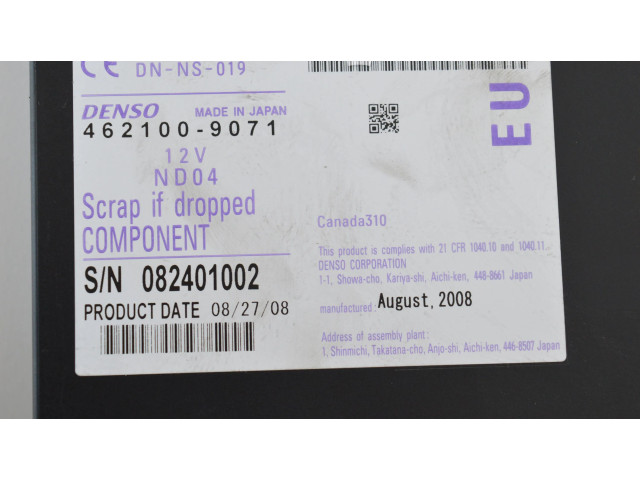 CE DN-NS-019
DENSO MADE IN JAPAN
462100-9071
12V
ND04
Scrap if dropped
COMPONENT
S/N 082401002
PRODUCT DATE 08/27/08
EU
Canada310
This product is complies with 21 CFR 1040.10 and 1040.11.
DENSO CORPORATION
1-1, Showa-cho, Kariya-shi, Aichi-ken, 448-8661 Japan
manufactured: August, 2008
Address of assembly plant:
1, Shinmichi, Takatana-cho, Anjo-shi, Aichi-ken, 446-8507 Japan